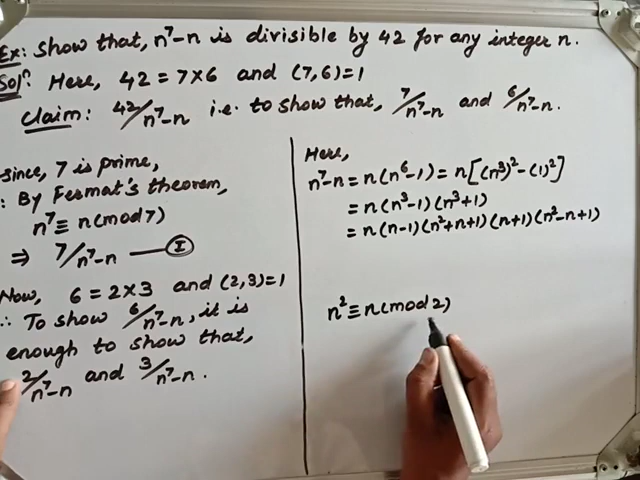 Ex: Show that, n⁷-n is divisible by 42 for any integer n.
Solⁿ: Here, 42 = 7×6 and (7,6)=1
Claim: 42/n⁷-n i.e. to show that, 7/n⁷-n and 6/n⁷-n.
Since, 7 is prime,
: By Fermat's theorem,
n⁷ ≡ n(mod 7)
⇒ 7/n⁷-n —— I
Now, 6 = 2×3 and (2,3)=1
∴ To show 6/n⁷-n, it is
enough to show that,
2/n⁷-n and 3/n⁷-n.
Here,
n⁷-n = n(n⁶-1) = n[(n³)²-(1)²]
= n(n³-1)(n³+1)
= n(n-1)(n²+n+1)(n+1)(n²-n+1)
n² ≡ n(mod 2)